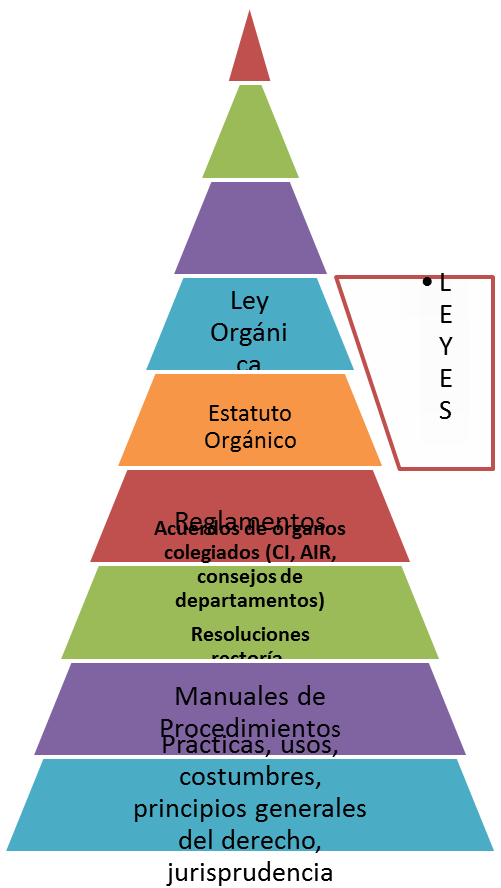 Ley
Orgáni
ca
• L
E
Y
E
S
Estatuto
Orgánico
Reglamentos
Acuerdos de órganos
colegiados (CI, AIR,
consejos de
departamentos)
Resoluciones
rectoría
Manuales de
Procedimientos
Prácticas, usos,
costumbres,
principios generales
del derecho,
jurisprudencia